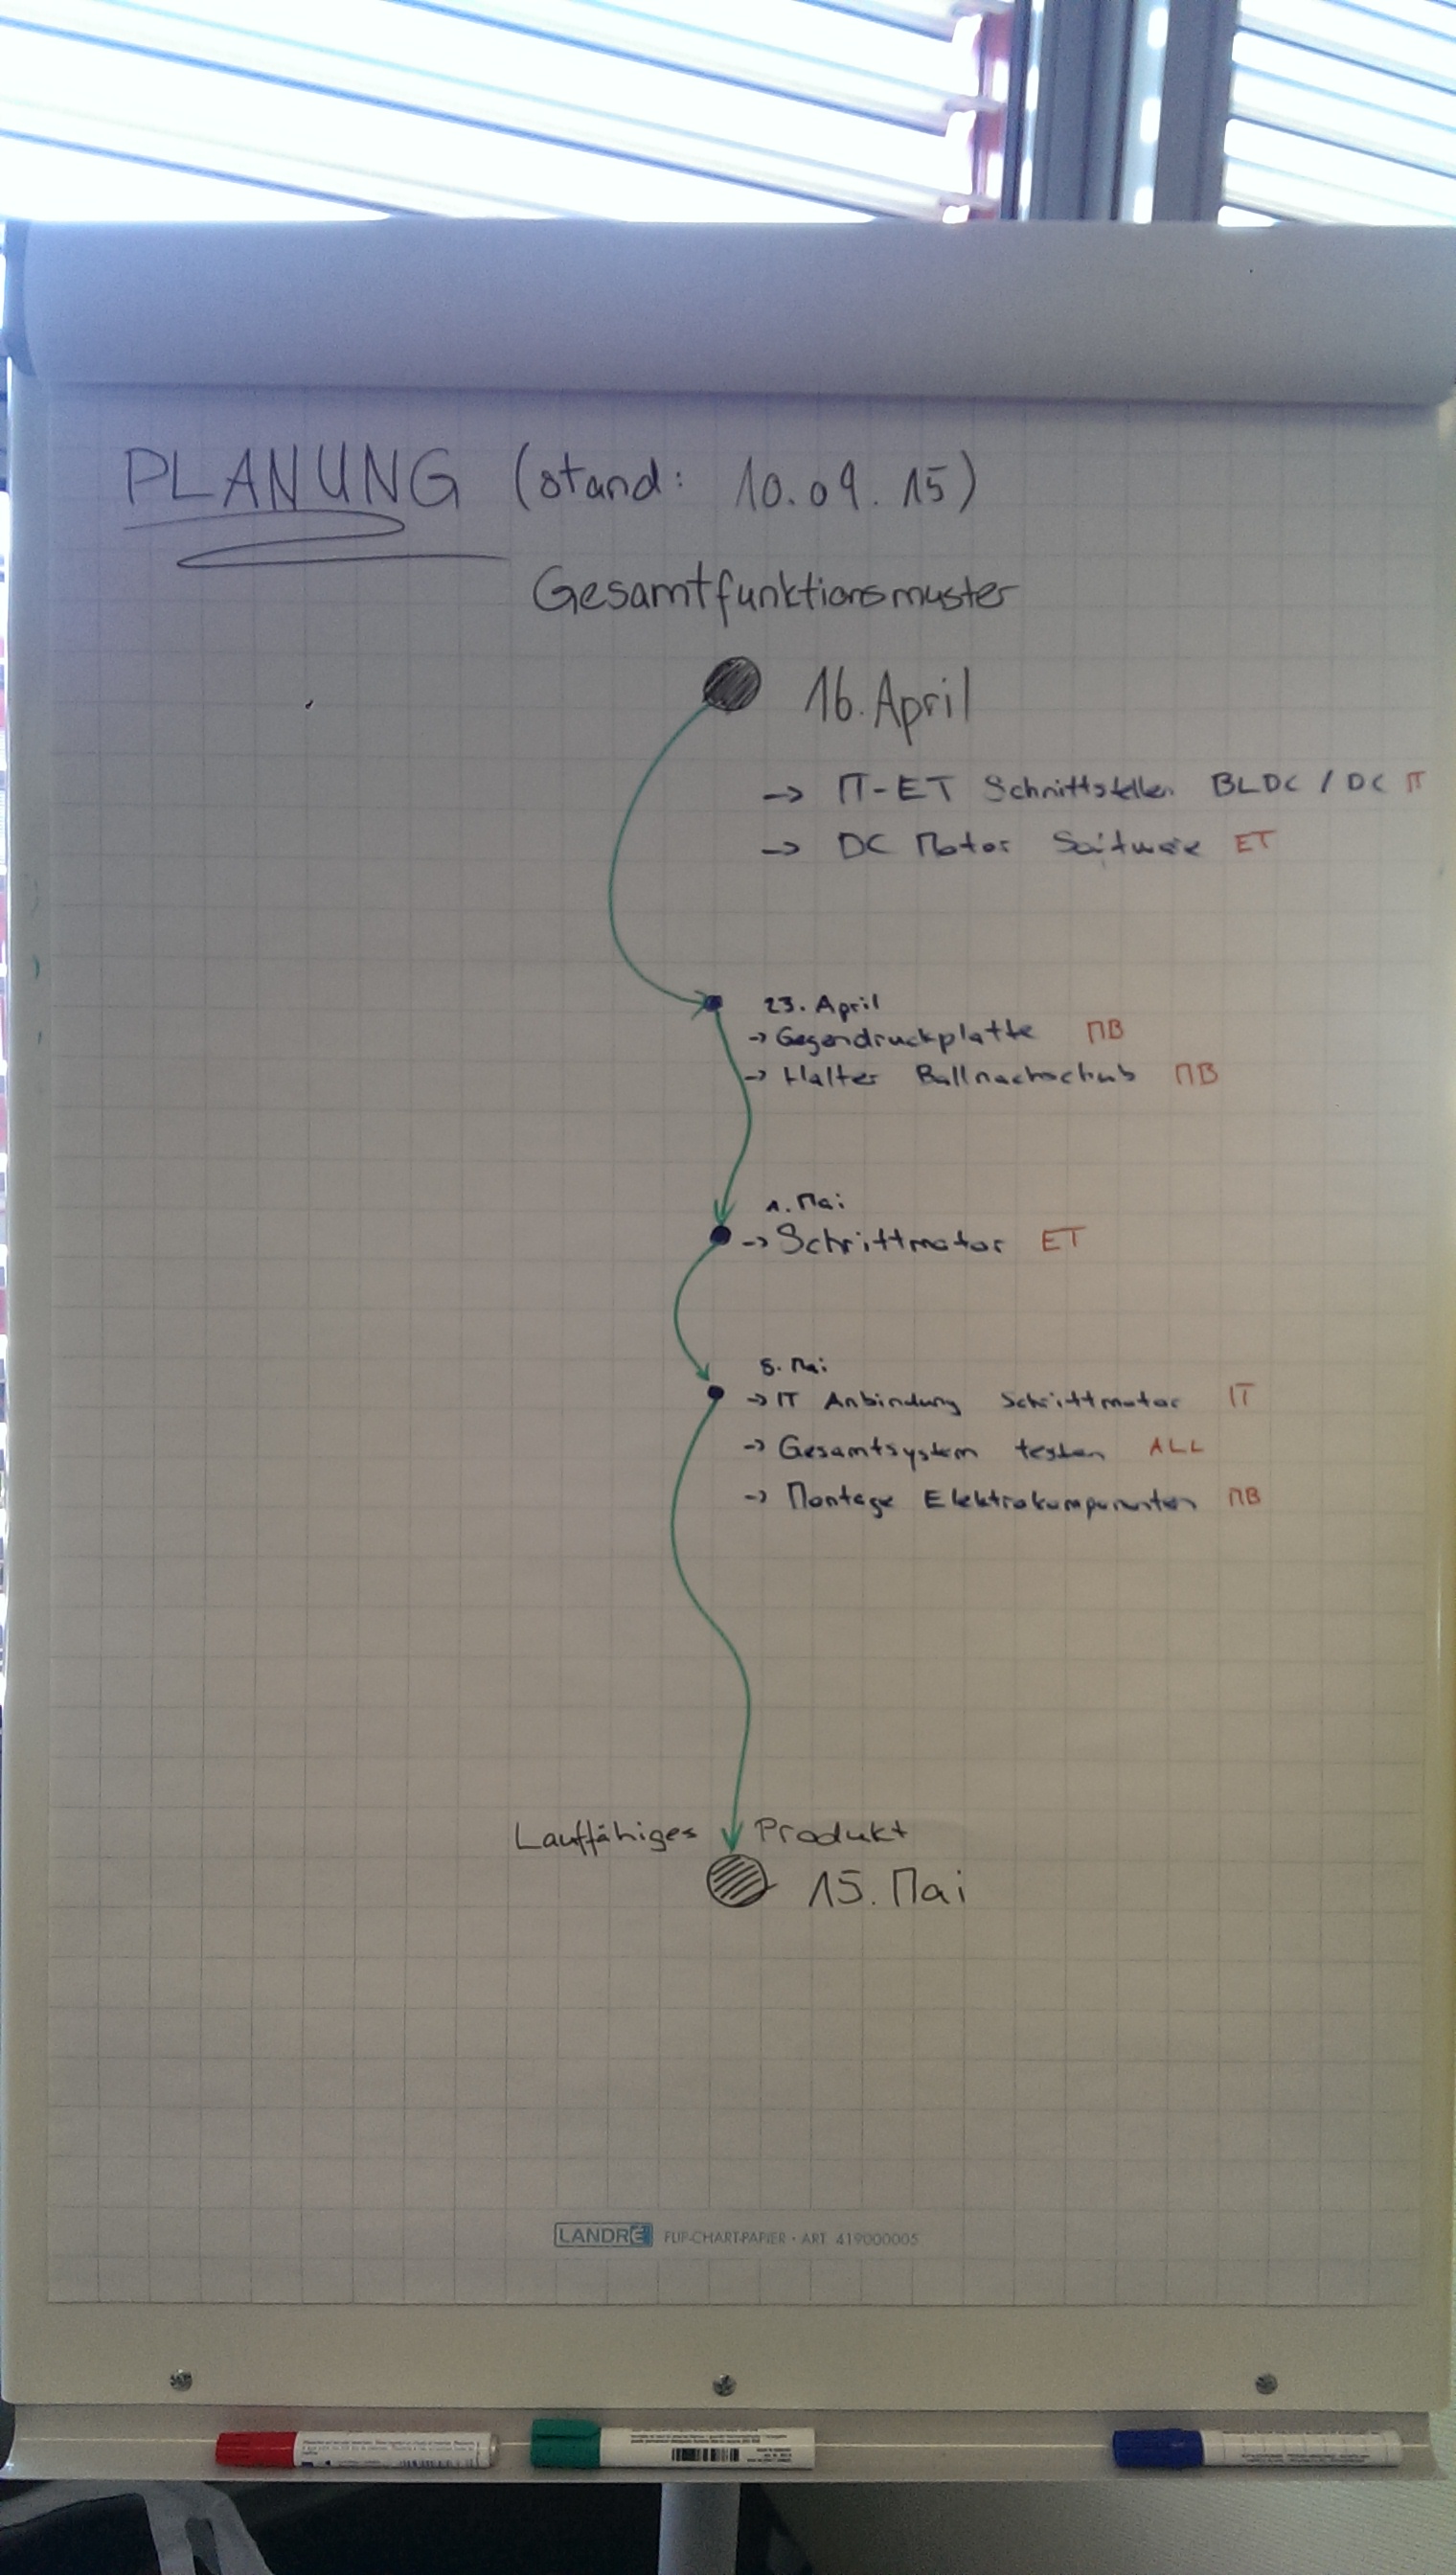 PLANUNG (stand: 10.04.15)
Gesamtfunktionsmuster
16. April
-> IT-ET Schnittstellen BLDC / DC IT
-> DC Motor Software ET
23. April
-> Gegendruckplatte MB
-> Halter Ballnachschub MB
1. Mai
-> Schrittmotor ET
8. Mai
-> IT Anbindung Schrittmotor IT
-> Gesamtsystem testen ALL
-> Montage Elektrokomponenten MB
Lauffähiges Produkt
15. Mai
LANDRÉ FLIP-CHART-PAPIER · ART. 419000005